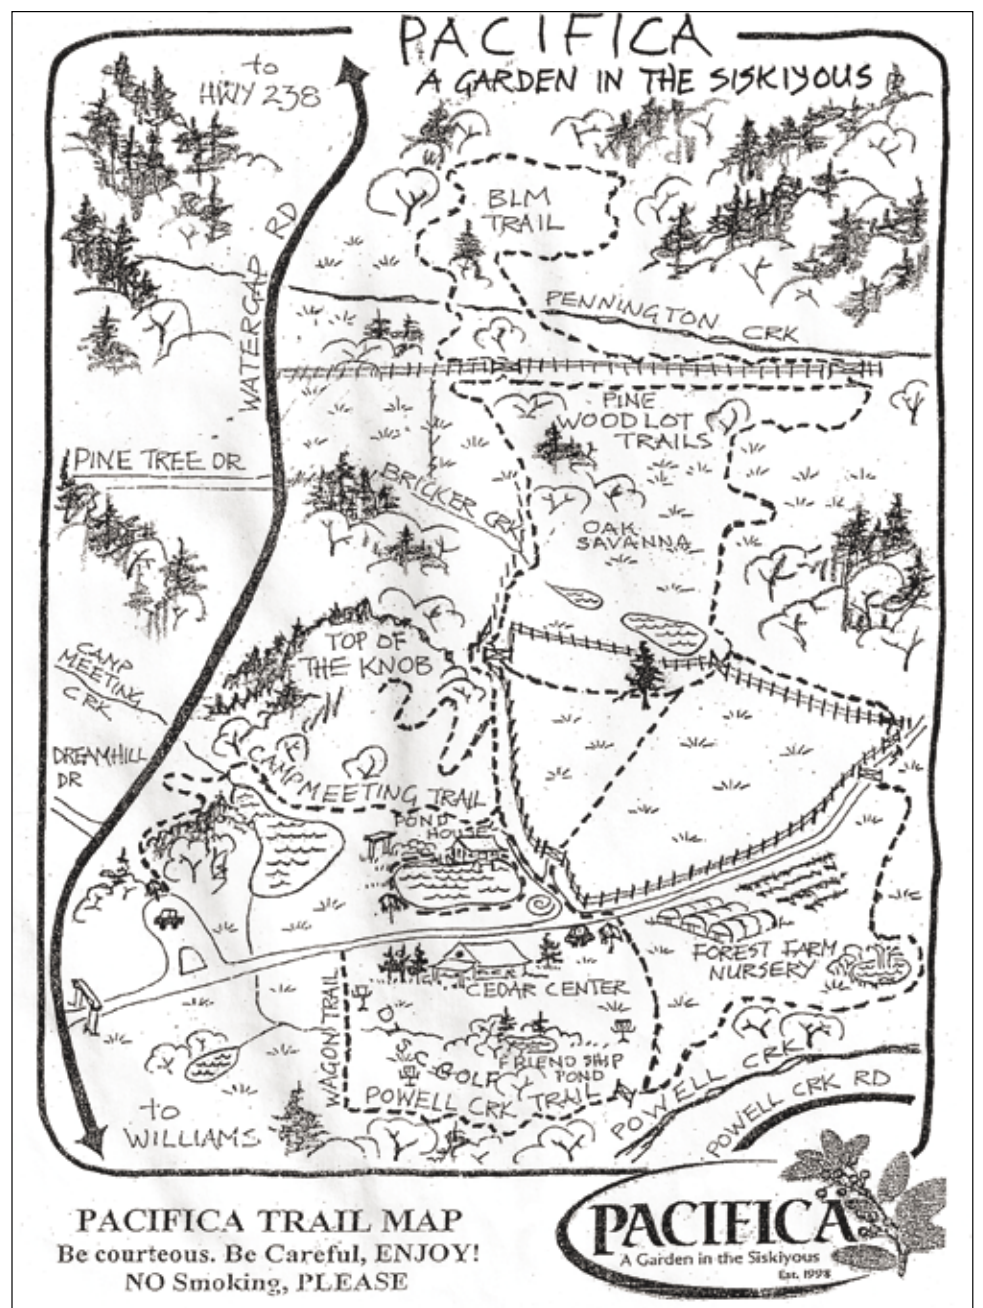 PACIFICA
A GARDEN IN THE SISKIYOUS
to
HWY 238
BLM
TRAIL
WATERGAP RD
PENNINGTON CRK
PINE
WOODLOT
TRAILS
PINE TREE DR
BRICKER CRK
OAK
SAVANNA
TOP OF
THE KNOB
CAMP
MEETING
CRK
DREAMHILL
DR
CAMPMEETING TRAIL
POND
HOUSE
FOREST FARM
NURSERY
CEDAR CENTER
WAGON TRAIL
FRIENDSHIP
POND
DISC GOLF
POWELL CRK TRAIL
POWELL CRK
POWELL CRK RD
to
WILLIAMS
PACIFICA TRAIL MAP
Be courteous. Be Careful, ENJOY!
NO Smoking,, PLEASE
PACIFICA
A Garden in the Siskiyous
Est. 1998